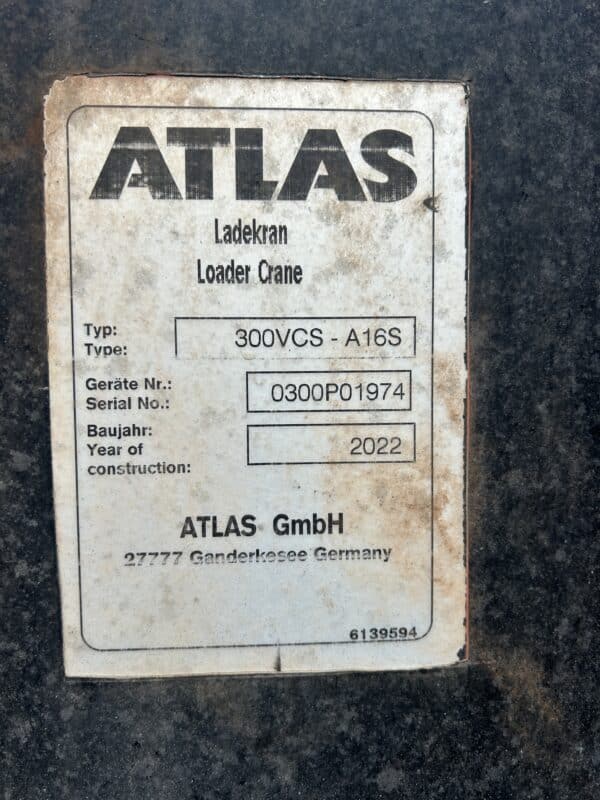 ATLAS
Ladekran
Loader Crane
Typ:
Type:
300VCS - A16S
Geräte Nr.:
Serial No.:
0300P01974
Baujahr:
Year of
construction:
2022
ATLAS GmbH
27777 Ganderkesee Germany
6139594